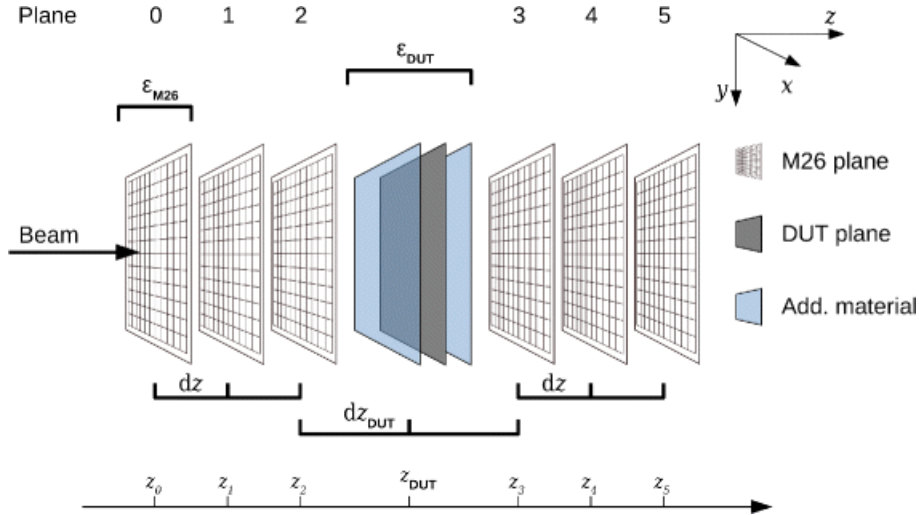 Plane 0 1 2 3 4 5
z
x
y
ε_DUT
ε_M26
M26 plane
Beam
DUT plane
Add. material
dz dz
dz_DUT
z_0 z_1 z_2 z_DUT z_3 z_4 z_5